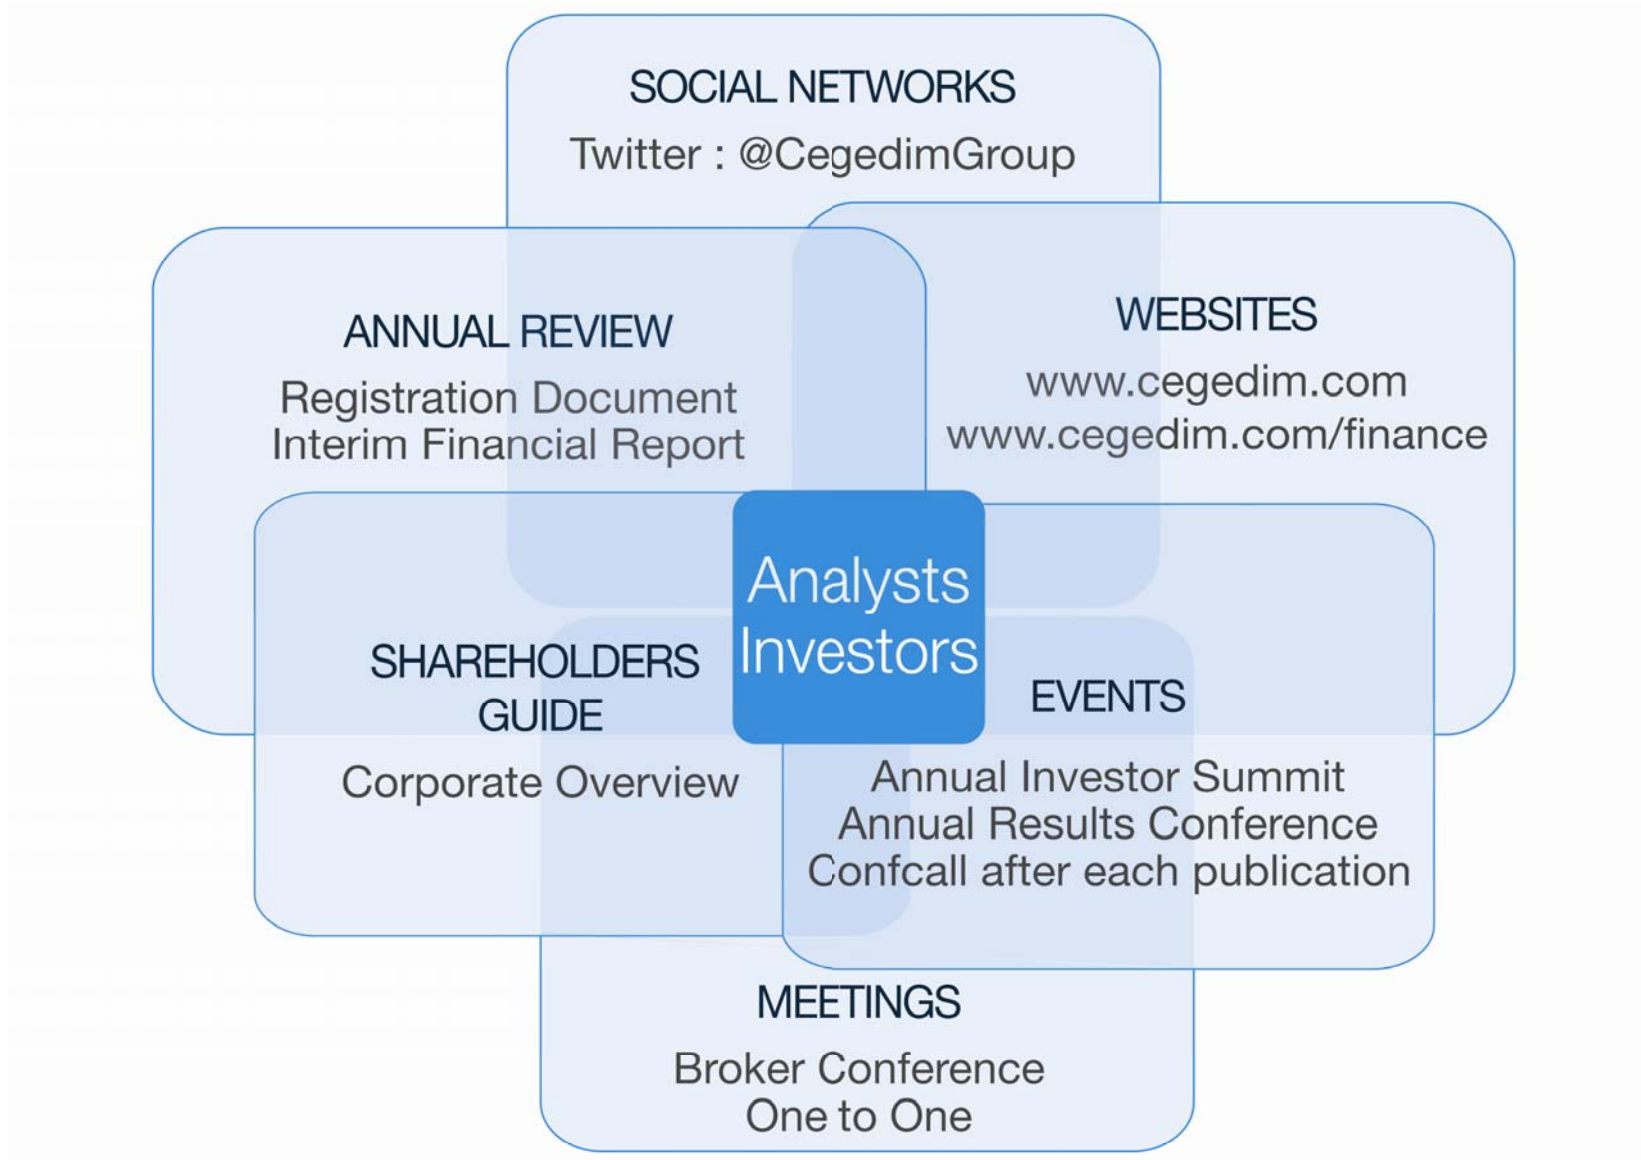 SOCIAL NETWORKS
Twitter : @CegedimGroup
ANNUAL REVIEW
Registration Document
Interim Financial Report
WEBSITES
www.cegedim.com
www.cegedim.com/finance
Analysts
Investors
SHAREHOLDERS
GUIDE
Corporate Overview
EVENTS
Annual Investor Summit
Annual Results Conference
Confcall after each publication
MEETINGS
Broker Conference
One to One